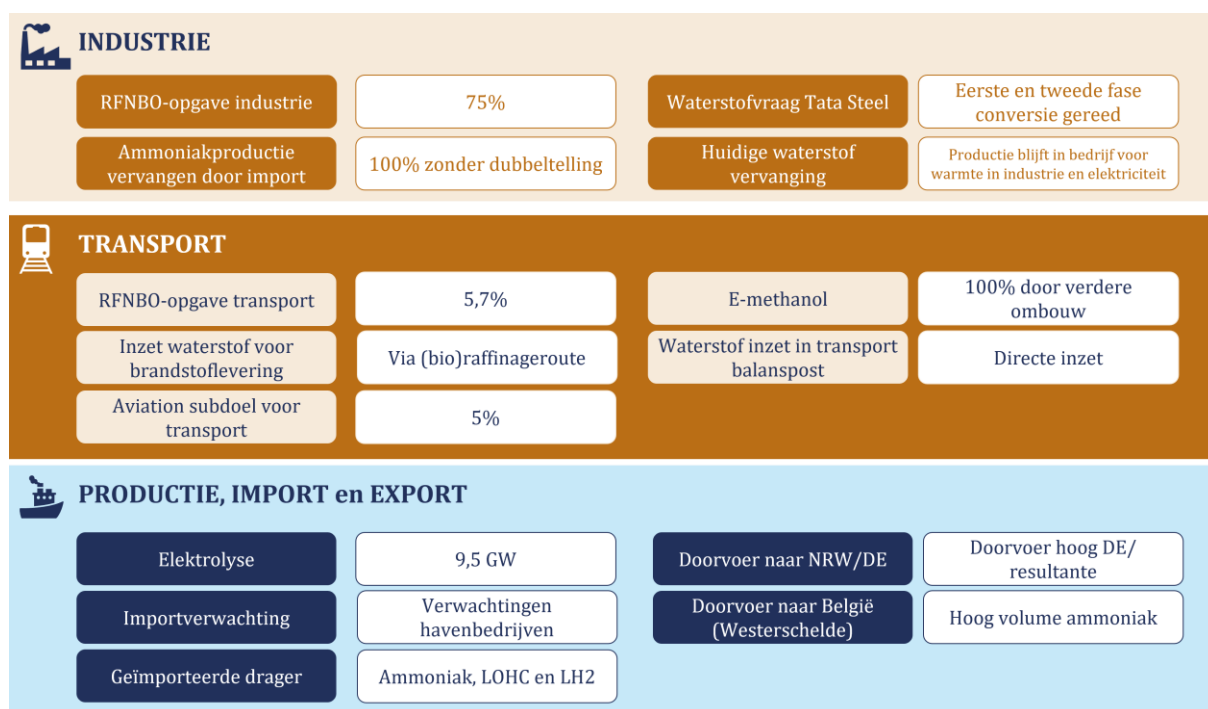 INDUSTRIE
RFNBO-opgave industrie
75%
Waterstofvraag Tata Steel
Eerste en tweede fase
conversie gereed
Ammoniakproductie
vervangen door import
100% zonder dubbeltelling
Huidige waterstof
vervanging
Productie blijft in bedrijf voor
warmte in industrie en elektriciteit
TRANSPORT
RFNBO-opgave transport
5,7%
E-methanol
100% door verdere
ombouw
Inzet waterstof voor
brandstoflevering
Via (bio)raffinageroute
Waterstof inzet in transport
balanspost
Directe inzet
Aviation subdoel voor
transport
5%
PRODUCTIE, IMPORT en EXPORT
Elektrolyse
9,5 GW
Doorvoer naar NRW/DE
Doorvoer hoog DE/
resultante
Importverwachting
Verwachtingen
havenbedrijven
Doorvoer naar België
(Westerschelde)
Hoog volume ammoniak
Geïmporteerde drager
Ammoniak, LOHC en LH2